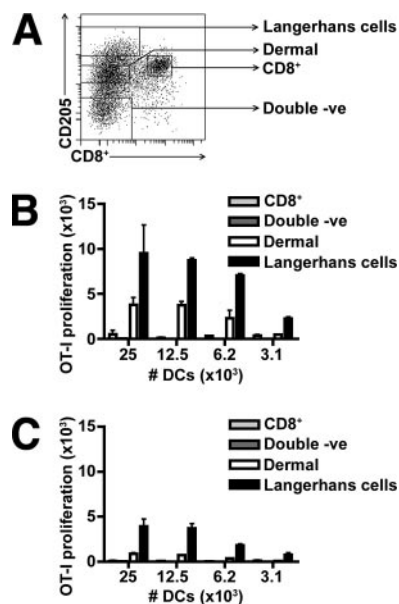 A
Langerhans cells
Dermal
CD8+
Double -ve
CD205
CD8+
B
OT-I proliferation (x10³)
15
10
5
0
CD8+
Double -ve
Dermal
Langerhans cells
25 12.5 6.2 3.1
# DCs (x10³)
C
OT-I proliferation (x10³)
15
10
5
0
CD8+
Double -ve
Dermal
Langerhans cells
25 12.5 6.2 3.1
# DCs (x10³)